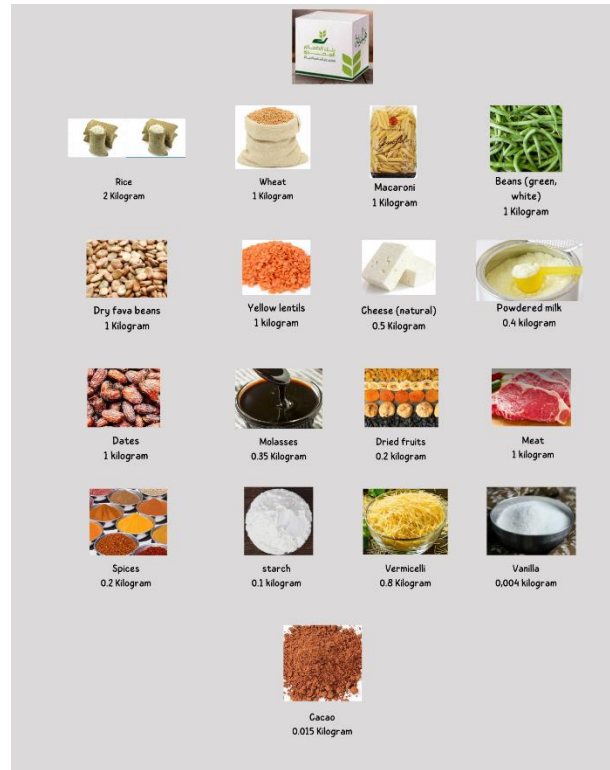 بنك الطعام
المصري
Rice
2 Kilogram
Wheat
1 Kilogram
Macaroni
1 Kilogram
Beans (green,
white)
1 Kilogram
Dry fava beans
1 Kilogram
Yellow lentils
1 kilogram
Cheese (natural)
0.5 Kilogram
Powdered milk
0.4 kilogram
Dates
1 kilogram
Molasses
0.35 Kilogram
Dried fruits
0.2 kilogram
Meat
1 kilogram
Spices
0.2 Kilogram
starch
0.1 kilogram
Vermicelli
0.8 Kilogram
Vanilla
0,004 kilogram
Cacao
0.015 Kilogram